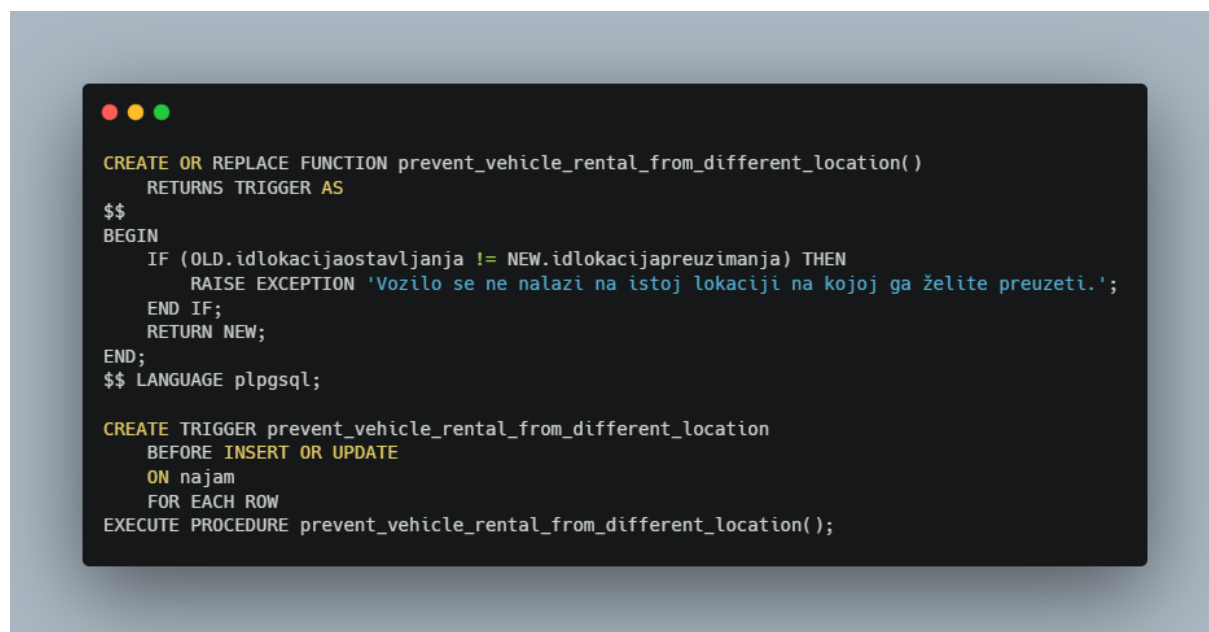 CREATE OR REPLACE FUNCTION prevent_vehicle_rental_from_different_location()
    RETURNS TRIGGER AS
$$
BEGIN
    IF (OLD.idlokacijaostavljanja != NEW.idlokacijapreuzimanja) THEN
        RAISE EXCEPTION 'Vozilo se ne nalazi na istoj lokaciji na kojoj ga želite preuzeti.';
    END IF;
    RETURN NEW;
END;
$$ LANGUAGE plpgsql;

CREATE TRIGGER prevent_vehicle_rental_from_different_location
    BEFORE INSERT OR UPDATE
    ON najam
    FOR EACH ROW
EXECUTE PROCEDURE prevent_vehicle_rental_from_different_location();